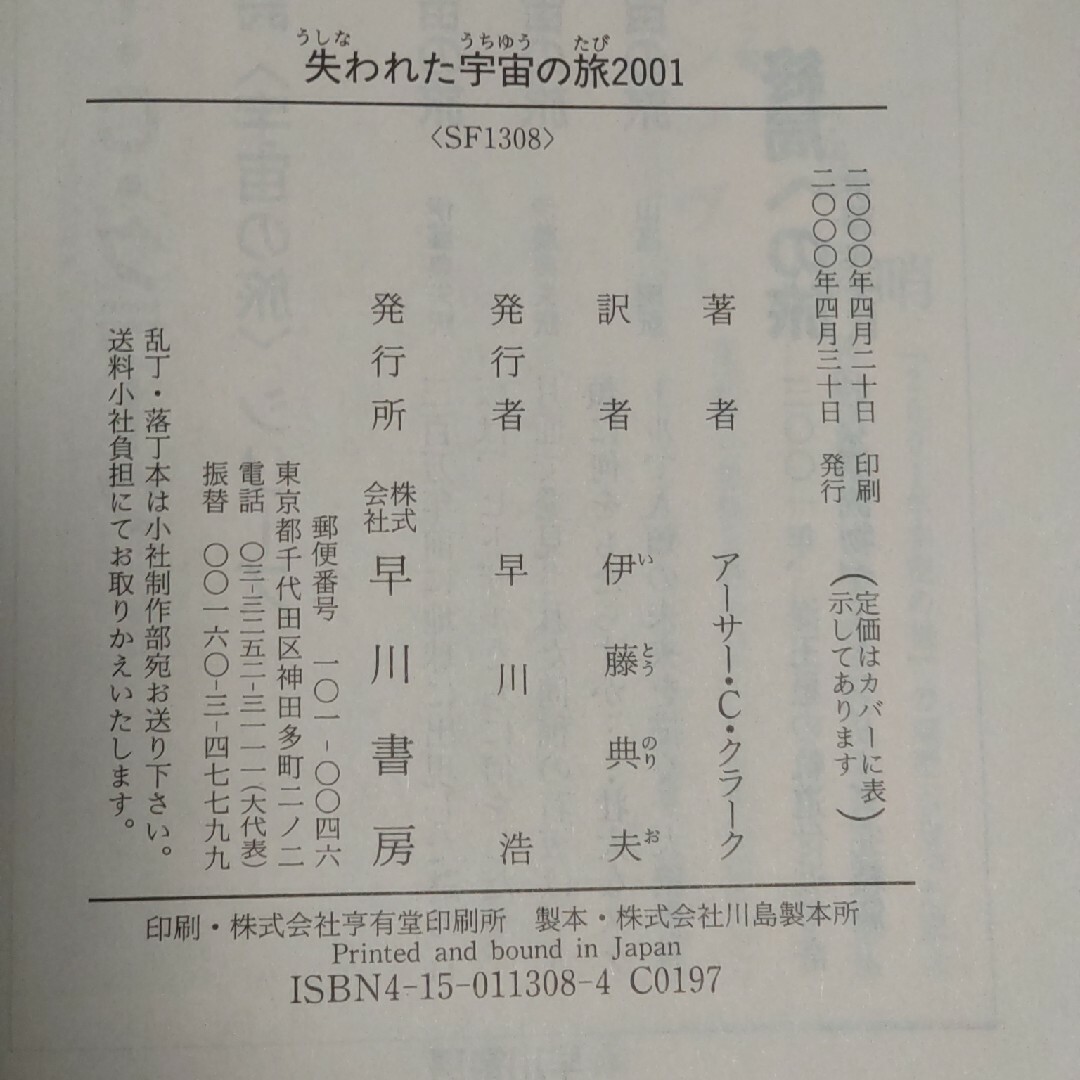 うしな うちゆう たび
失われた宇宙の旅2001
〈SF1308〉
二〇〇〇年四月二十日 印刷
二〇〇〇年四月三十日 発行
(定価はカバーに表
示してあります)
著者 アーサー・C・クラーク
訳者 伊藤典夫
い とう のり お
発行者 早川 浩
発行所 株式会社 早川書房
郵便番号 一〇一-〇〇四六
東京都千代田区神田多町二ノ二
電話 〇三-三二五二-三一一一(大代表)
振替 〇〇一六〇-三-四七七九九
乱丁・落丁本は小社制作部宛お送り下さい。
送料小社負担にてお取りかえいたします。
印刷・株式会社亨有堂印刷所 製本・株式会社川島製本所
Printed and bound in Japan
ISBN4-15-011308-4 C0197